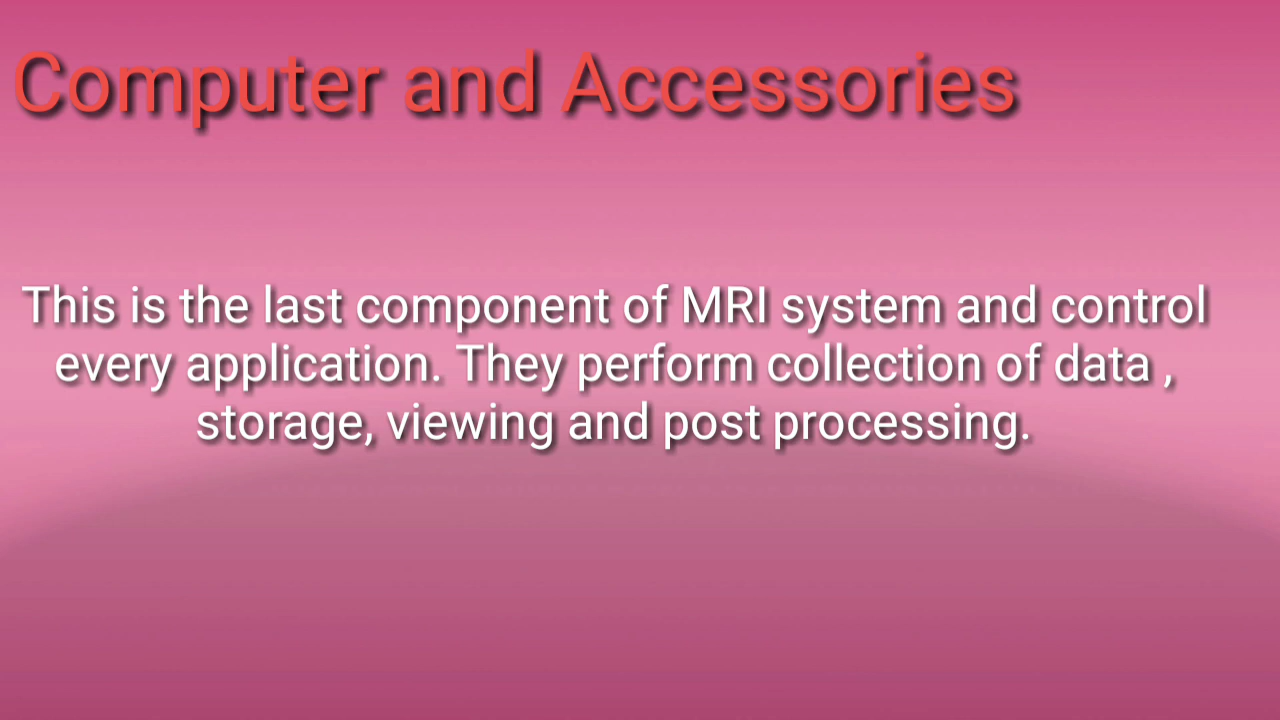 Computer and Accessories
This is the last component of MRI system and control
every application. They perform collection of data ,
storage, viewing and post processing.